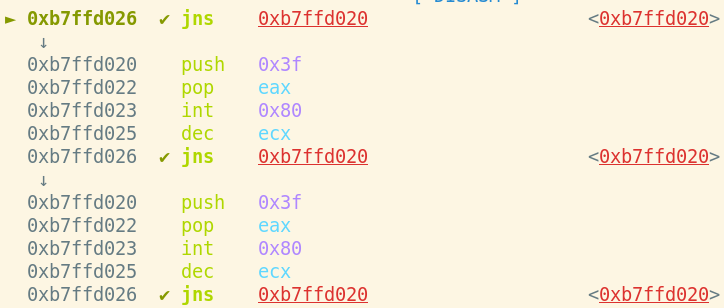 ► 0xb7ffd026 ✔ jns 0xb7ffd020 <0xb7ffd020>
↓
0xb7ffd020 push 0x3f
0xb7ffd022 pop eax
0xb7ffd023 int 0x80
0xb7ffd025 dec ecx
0xb7ffd026 ✔ jns 0xb7ffd020 <0xb7ffd020>
↓
0xb7ffd020 push 0x3f
0xb7ffd022 pop eax
0xb7ffd023 int 0x80
0xb7ffd025 dec ecx
0xb7ffd026 ✔ jns 0xb7ffd020 <0xb7ffd020>